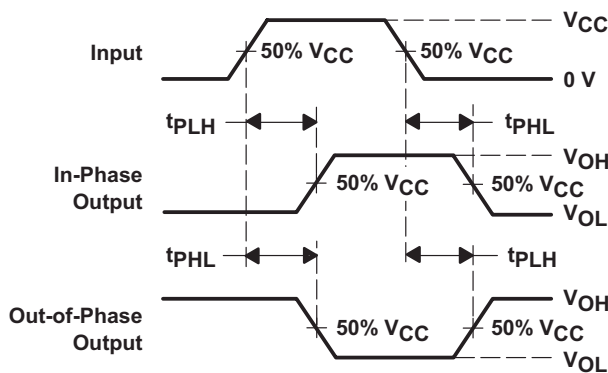 VCC
Input
50% VCC
50% VCC
0 V
tPLH
tPHL
VOH
In-Phase
Output
50% VCC
50% VCC
VOL
tPHL
tPLH
VOH
Out-of-Phase
Output
50% VCC
50% VCC
VOL